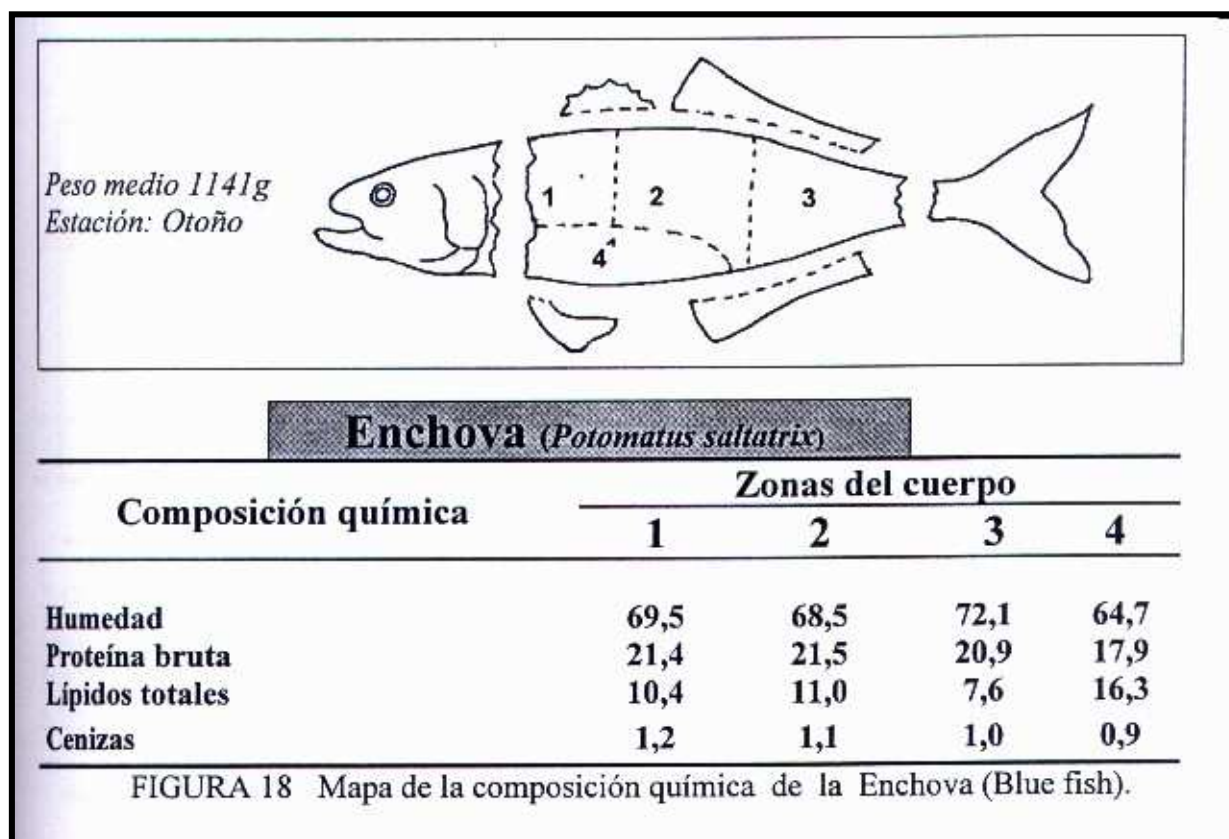 Peso medio 1141g
Estación: Otoño
1
2
3
4
Enchova (Potomatus saltatrix)
Composición química
Zonas del cuerpo
1 2 3 4
Humedad 69,5 68,5 72,1 64,7
Proteína bruta 21,4 21,5 20,9 17,9
Lípidos totales 10,4 11,0 7,6 16,3
Cenizas 1,2 1,1 1,0 0,9
FIGURA 18 Mapa de la composición química de la Enchova (Blue fish).